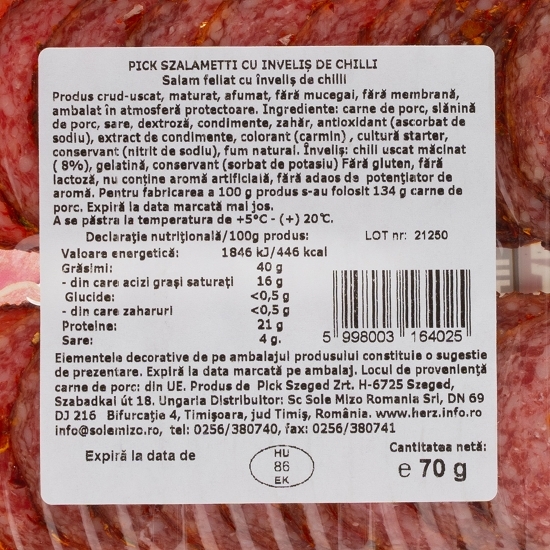 PICK SZALAMETTI CU INVELIȘ DE CHILLI
Salam feliat cu înveliș de chilli
Produs crud-uscat, maturat, afumat, fără mucegai, fără membrană,
ambalat în atmosferă protectoare. Ingrediente: carne de porc, slănină
de porc, sare, dextroză, condimente, zahăr, antioxidant (ascorbat de
sodiu), extract de condimente, colorant (carmin) , cultură starter,
conservant (nitrit de sodiu), fum natural. Înveliș: chili uscat măcinat
( 8%), gelatină, conservant (sorbat de potasiu) Fără gluten, fără
lactoză, nu conține aromă artificială, fără adaos de potențiator de
aromă. Pentru fabricarea a 100 g produs s-au folosit 134 g carne de
porc. Expiră la data marcată mai jos.
A se păstra la temperatura de +5°C - (+) 20°C.
Declarație nutrițională/100g produs:
LOT nr: 21250
Valoare energetică: 1846 kJ/446 kcal
Grăsimi: 40 g
- din care acizi grași saturați 16 g
Glucide: <0,5 g
- din care zaharuri <0,5 g
Proteine: 21 g
Sare: 4 g.
5 998003 164025
Elementele decorative de pe ambalajul produsului constituie o sugestie
de prezentare. Expiră la data marcată pe ambalaj. Locul de proveniență
carne de porc: din UE. Produs de Pick Szeged Zrt. H-6725 Szeged,
Szabadkai út 18. Ungaria Distribuitor: Sc Sole Mizo Romania Srl, DN 69
DJ 216 Bifurcație 4, Timișoara, jud Timiș, România. www.herz.info.ro
info@solemizo.ro, tel: 0256/380740, fax: 0256/380741
Expiră la data de
HU
86
EK
Cantitatea netă:
e 70 g